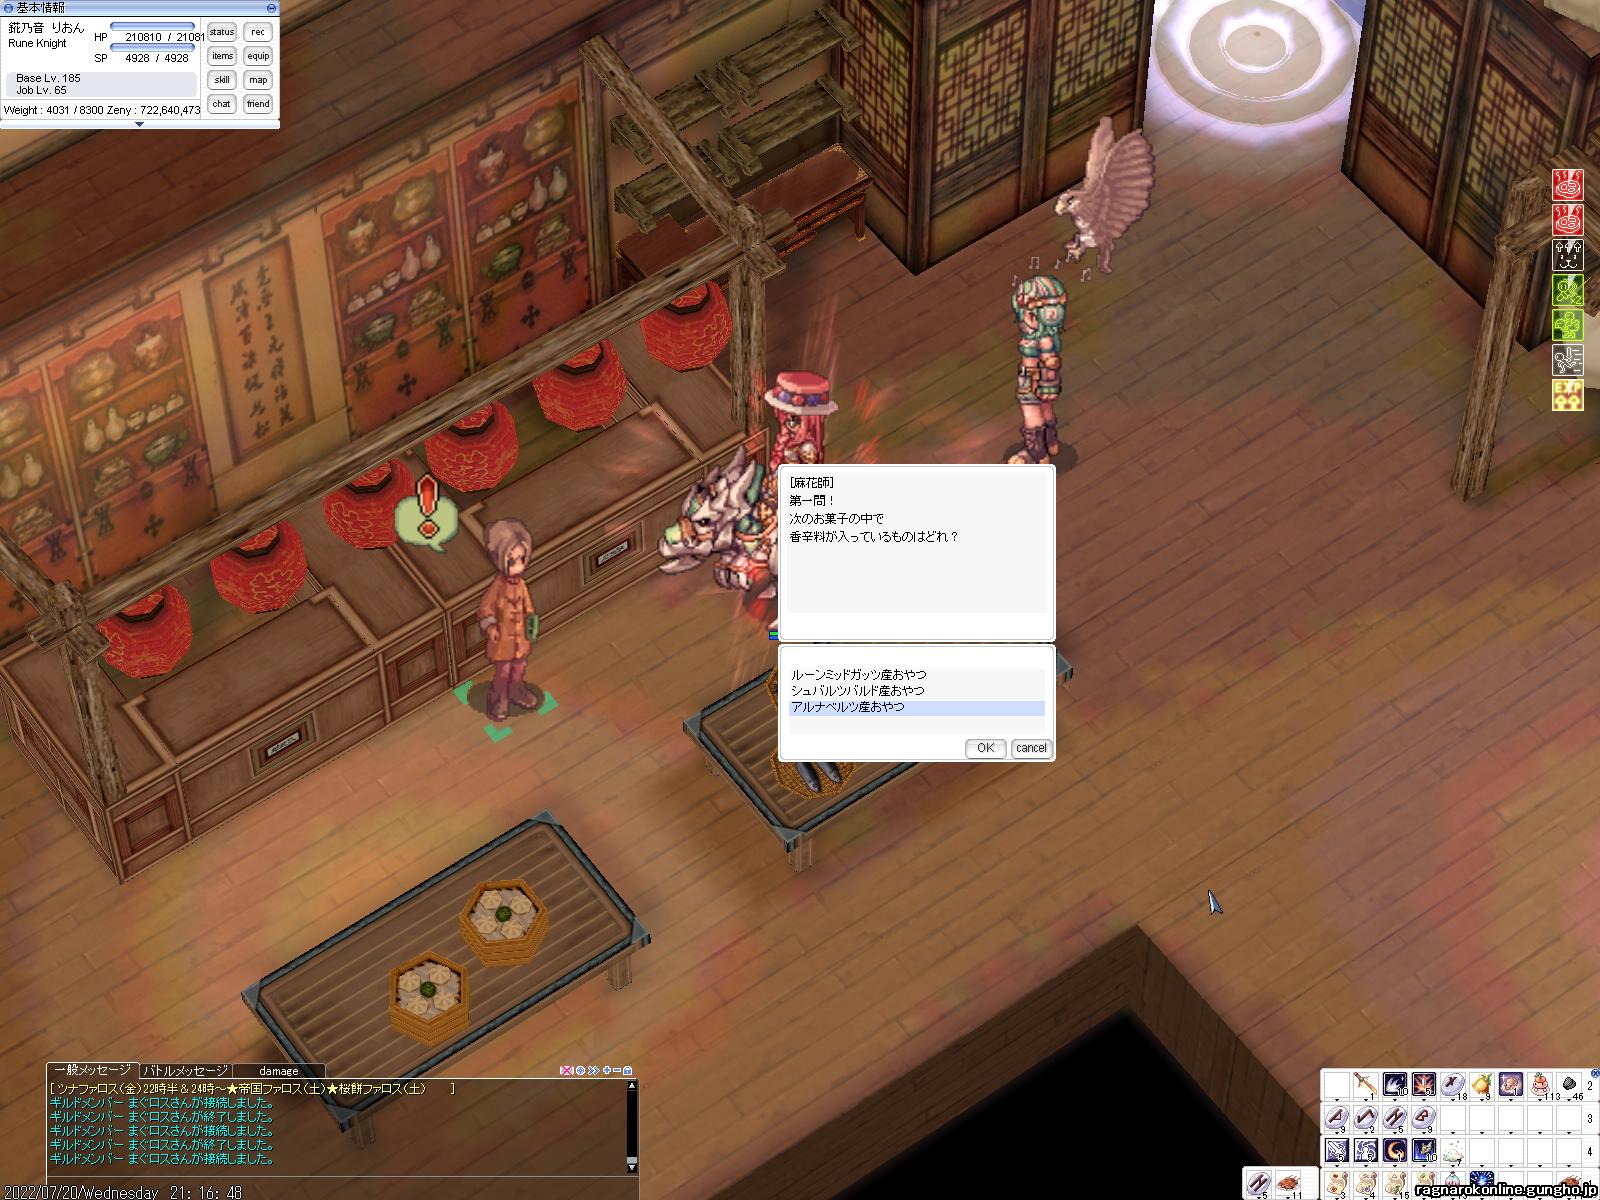 基本情報
錵乃音 りおん
Rune Knight
HP 210810 / 21081
SP 4928 / 4928
Base Lv. 185
Job Lv. 65
Weight : 4031 / 8300 Zeny : 722,640,473
status rec
items equip
skill map
chat friend
EXP
[麻花師]
第一問！
次のお菓子の中で
香辛料が入っているものはどれ？
ルーンミッドガッツ産おやつ
シュバルツバルド産おやつ
アルナベルツ産おやつ
OK cancel
一般メッセージ バトルメッセージ damage
[ ツナファロス(金)22時半＆24時～★帝国ファロス(土)★桜餅ファロス(土) ]
ギルドメンバー まぐロスさんが接続しました。
ギルドメンバー まぐロスさんが終了しました。
ギルドメンバー まぐロスさんが接続しました。
ギルドメンバー まぐロスさんが終了しました。
ギルドメンバー まぐロスさんが接続しました。
2022/07/20/Wednesday 21:16:48
ragnarokonline.gungho.jp